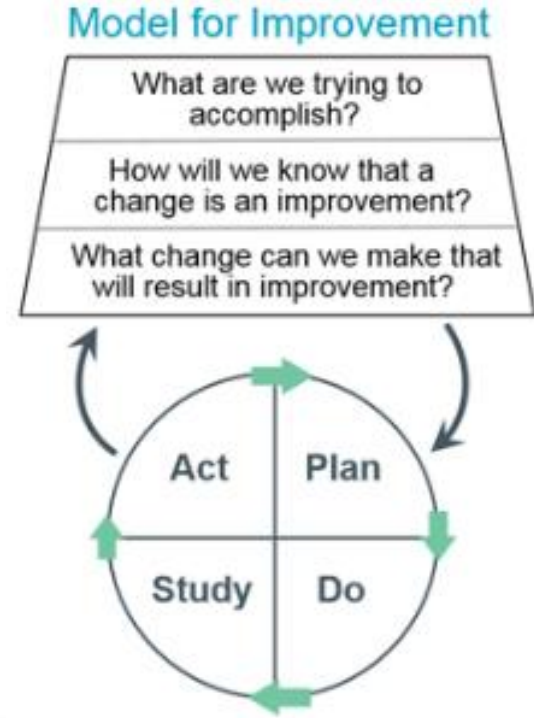 Model for Improvement
What are we trying to
accomplish?
How will we know that a
change is an improvement?
What change can we make that
will result in improvement?
Act
Plan
Study
Do